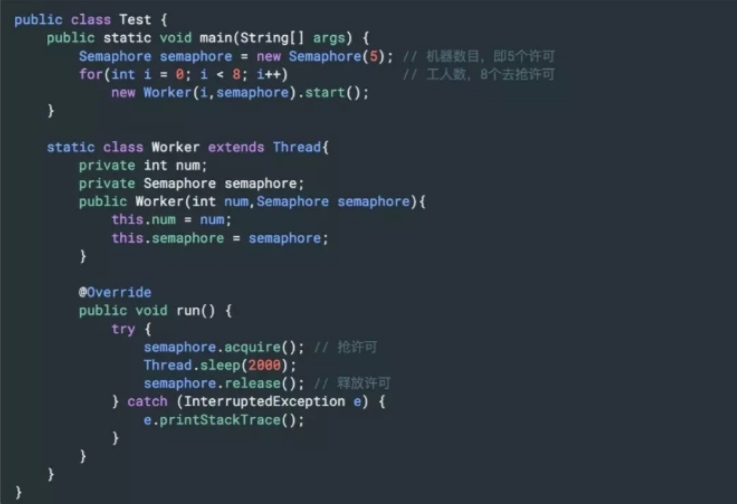 public class Test {
    public static void main(String[] args) {
        Semaphore semaphore = new Semaphore(5); // 机器数目，即5个许可
        for(int i = 0; i < 8; i++)              // 工人数，8个去抢许可
            new Worker(i,semaphore).start();
    }
    static class Worker extends Thread{
        private int num;
        private Semaphore semaphore;
        public Worker(int num,Semaphore semaphore){
            this.num = num;
            this.semaphore = semaphore;
        }
        @Override
        public void run() {
            try {
                semaphore.acquire(); // 抢许可
                Thread.sleep(2000);
                semaphore.release(); // 释放许可
            } catch (InterruptedException e) {
                e.printStackTrace();
            }
        }
    }
}